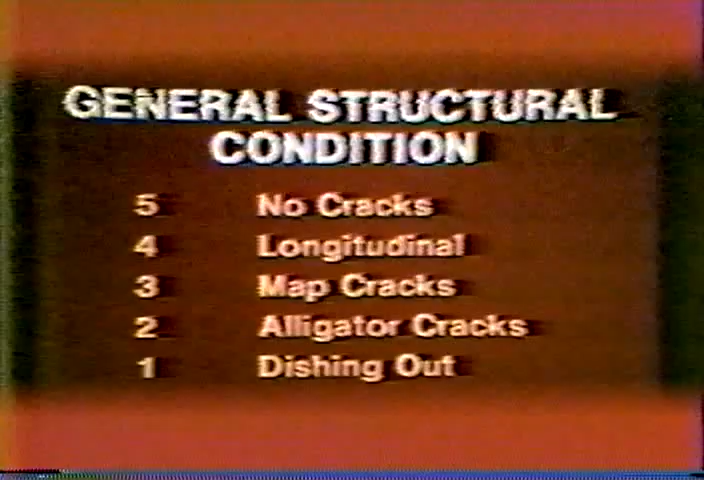 GENERAL STRUCTURAL
CONDITION
5 No Cracks
4 Longitudinal
3 Map Cracks
2 Alligator Cracks
1 Dishing Out